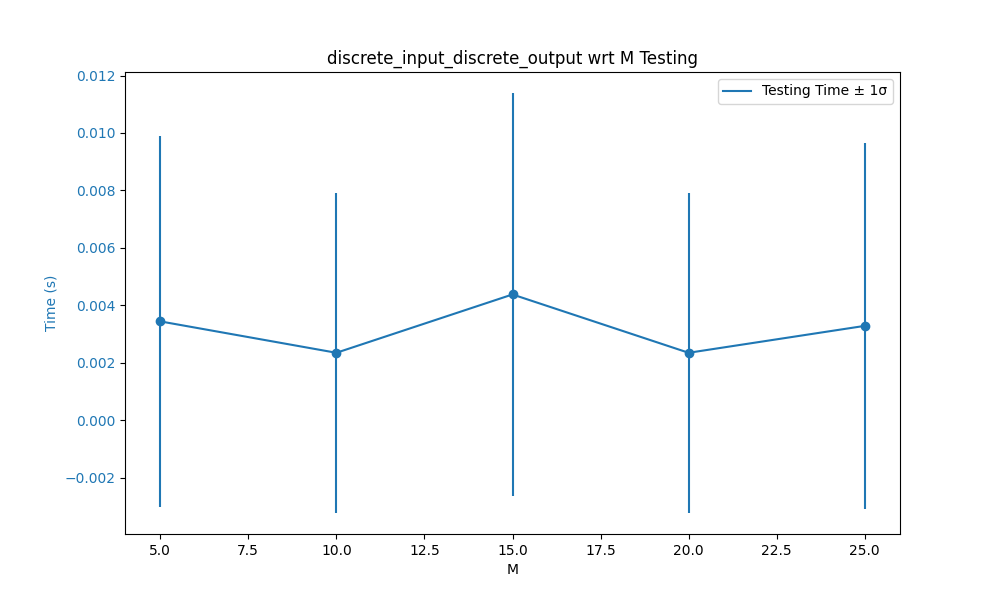 discrete_input_discrete_output wrt M Testing
Testing Time ± 1σ
0.012
0.010
0.008
0.006
0.004
0.002
0.000
−0.002
Time (s)
5.0 7.5 10.0 12.5 15.0 17.5 20.0 22.5 25.0
M